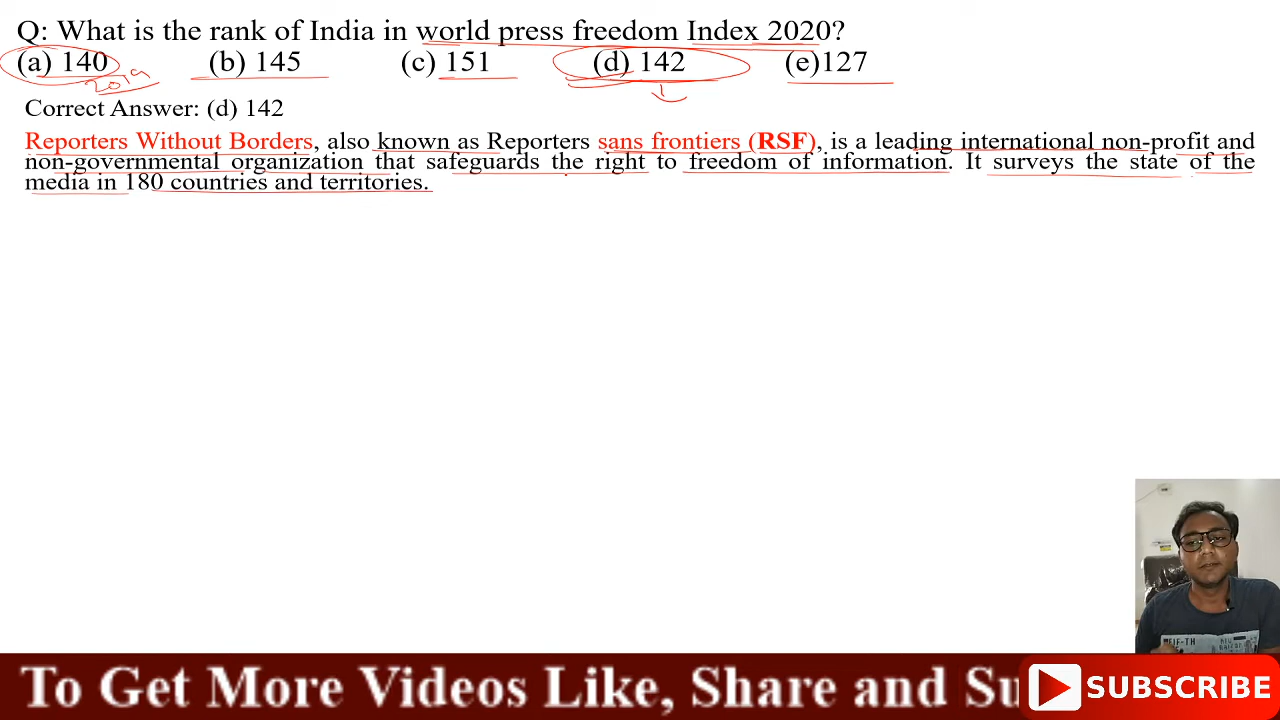 Q: What is the rank of India in world press freedom Index 2020?
(a) 140 (b) 145 (c) 151 (d) 142 (e)127
2019
Correct Answer: (d) 142
Reporters Without Borders, also known as Reporters sans frontiers (RSF), is a leading international non-profit and
non-governmental organization that safeguards the right to freedom of information. It surveys the state of the
media in 180 countries and territories.
To Get More Videos Like, Share and Su
SUBSCRIBE